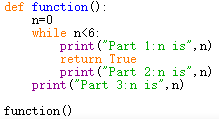 def function():
    n=0
    while n<6:
        print("Part 1:n is",n)
        return True
        print("Part 2:n is",n)
    print("Part 3:n is",n)

function()